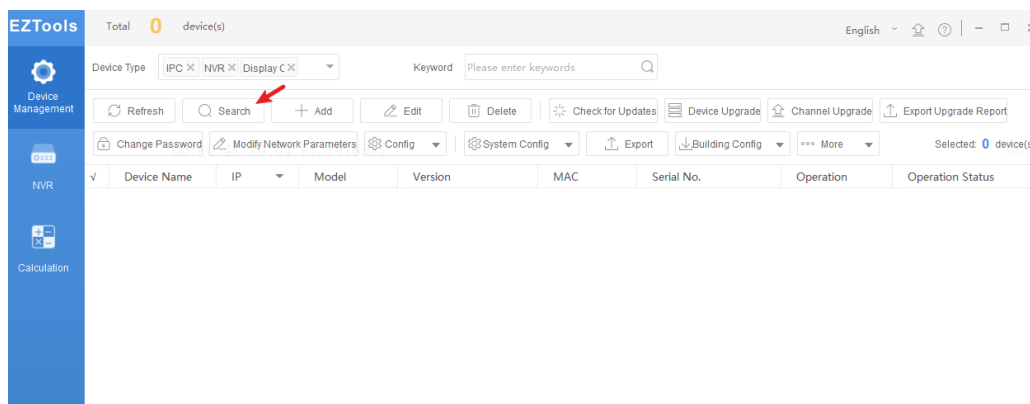 EZTools Total 0 device(s) English
Device Type IPC NVR Display C Keyword Please enter keywords
Device Management
Refresh Search Add Edit Delete Check for Updates Device Upgrade Channel Upgrade Export Upgrade Report
Change Password Modify Network Parameters Config System Config Export Building Config More Selected: 0 device(s
√ Device Name IP Model Version MAC Serial No. Operation Operation Status
NVR
Calculation